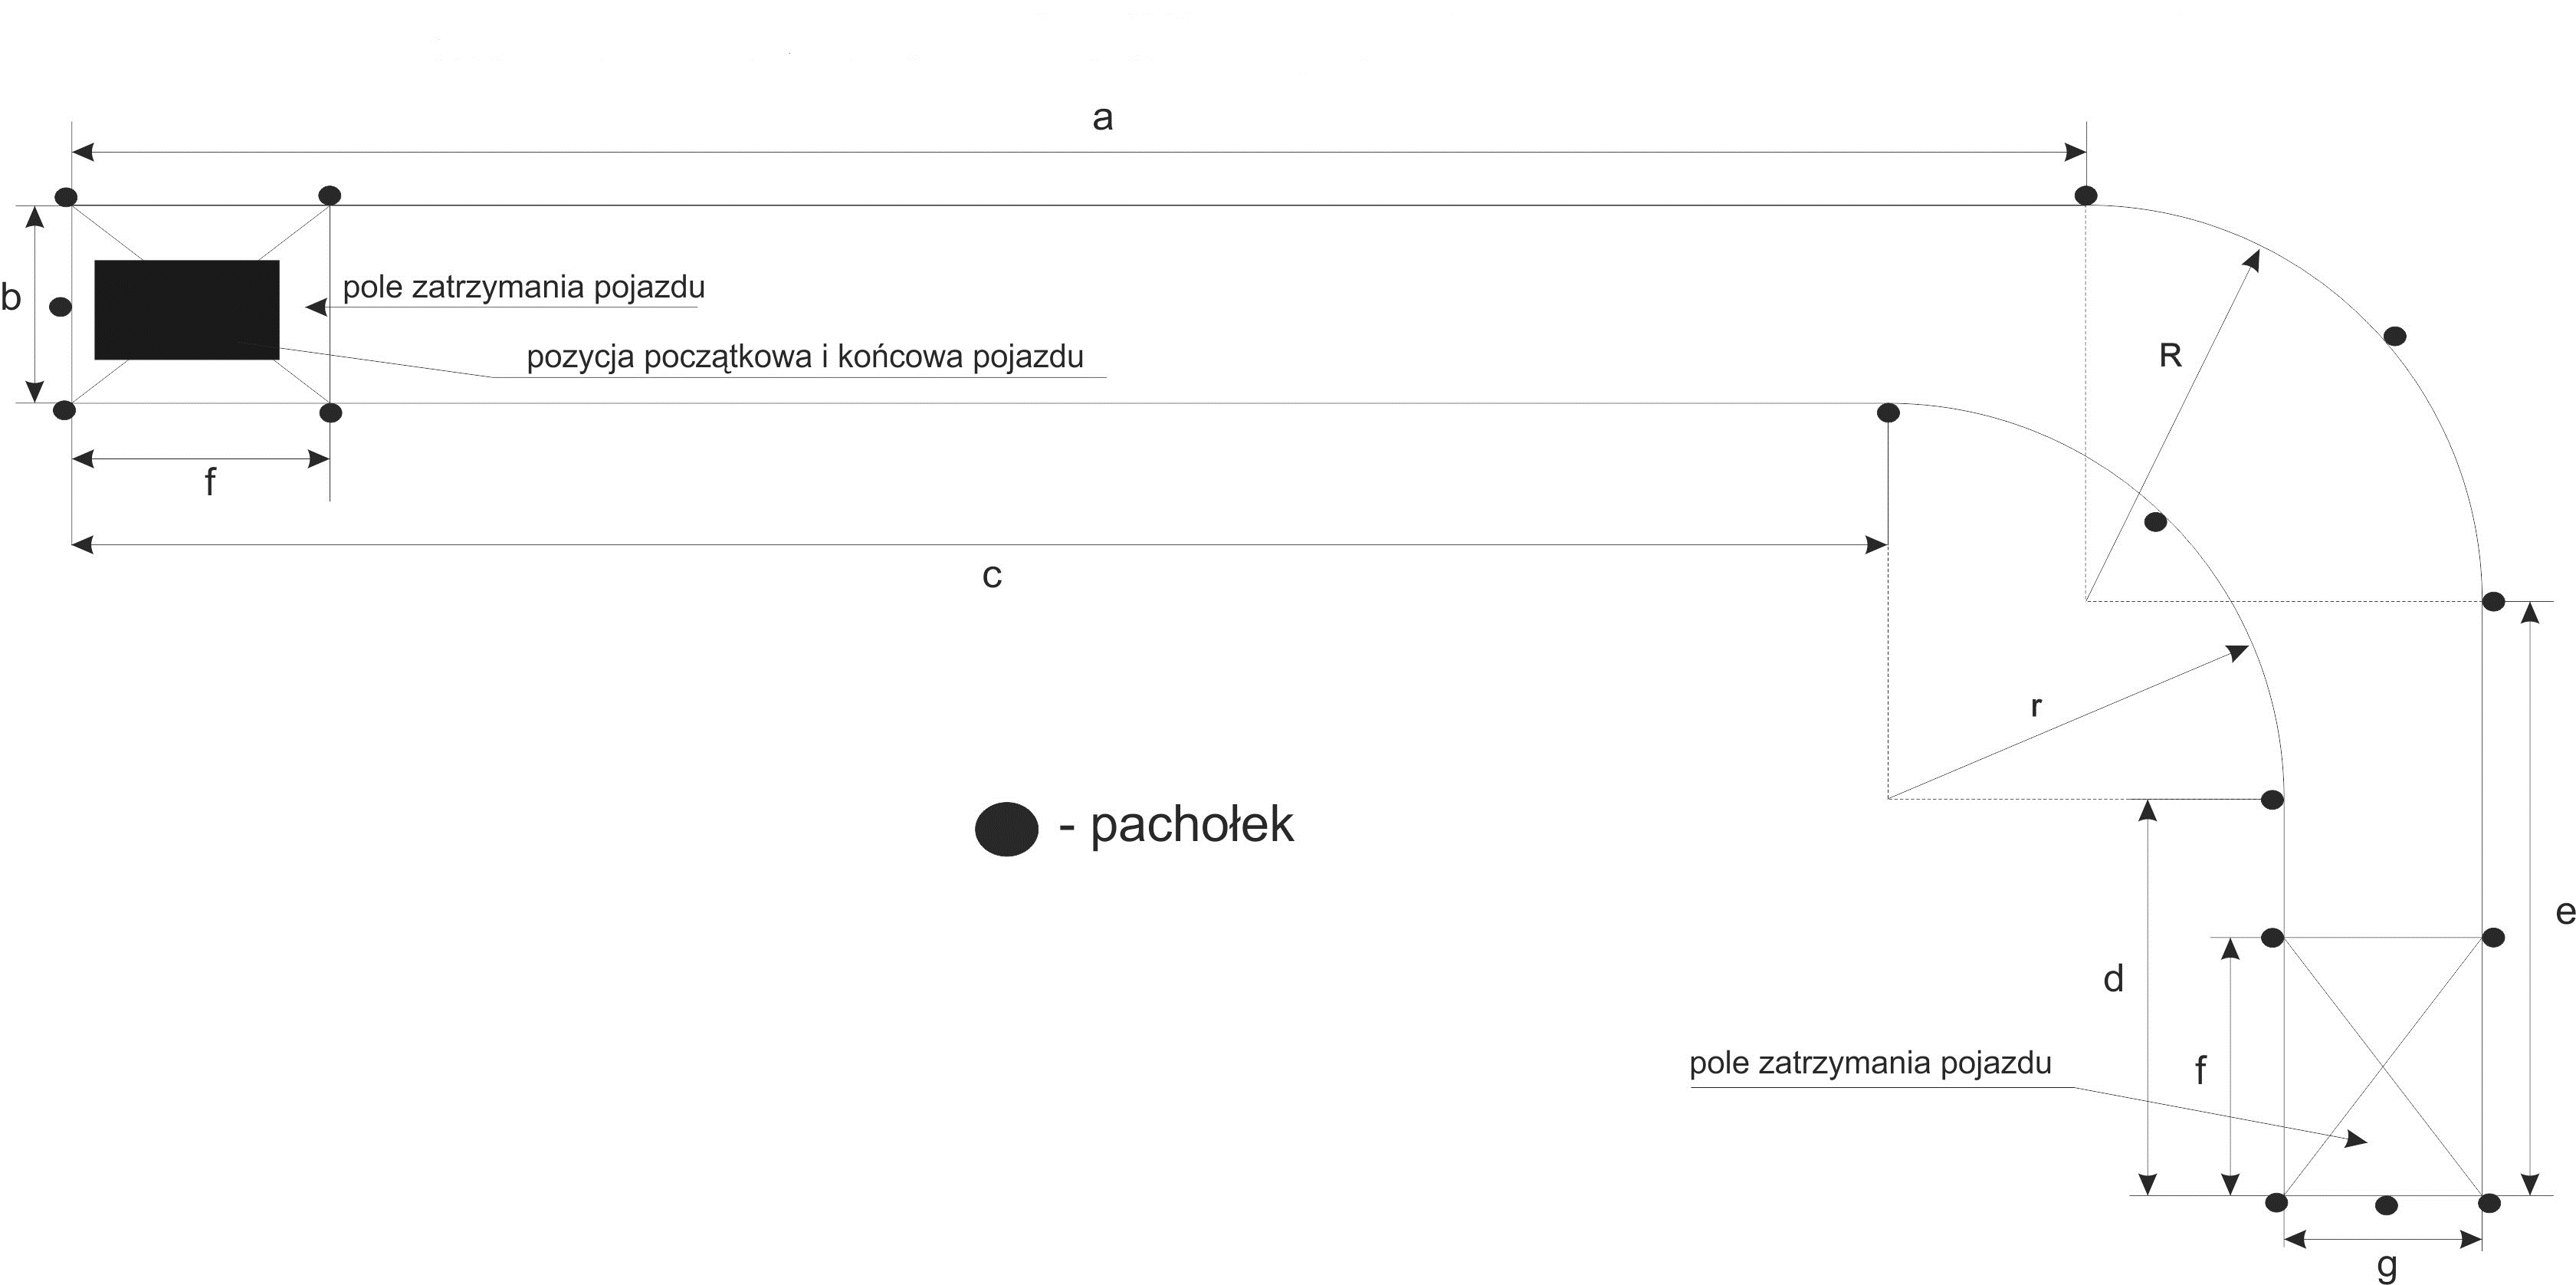 a
b
pole zatrzymania pojazdu
pozycja początkowa i końcowa pojazdu
R
f
c
r
- pachołek
e
d
pole zatrzymania pojazdu
f
g